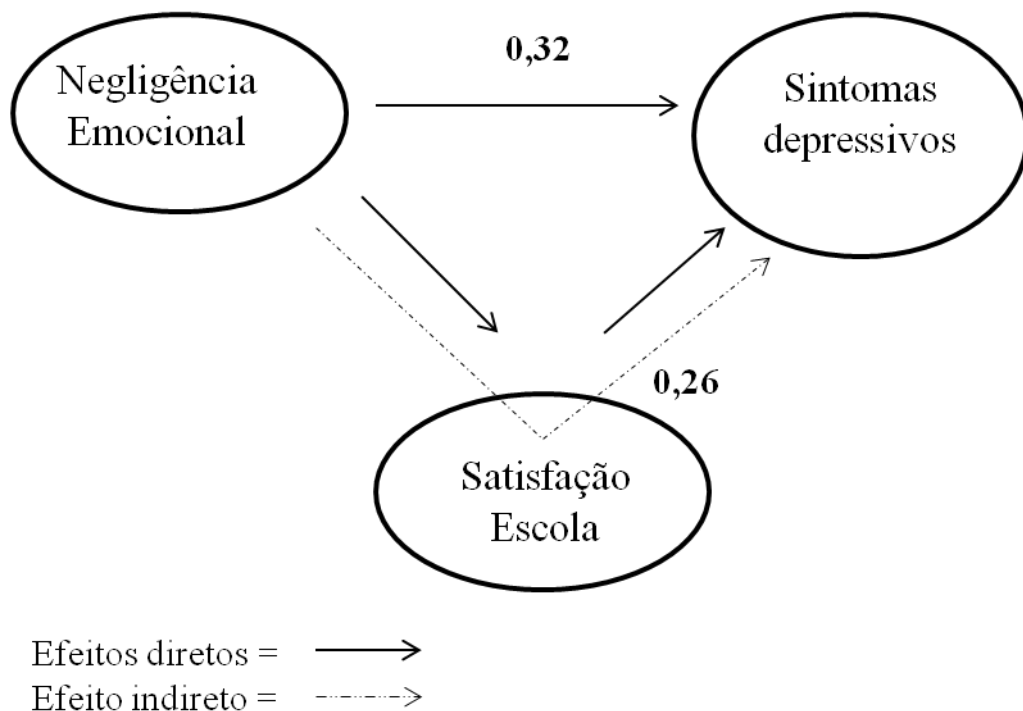 Negligência
Emocional
0,32
Sintomas
depressivos
0,26
Satisfação
Escola
Efeitos diretos =
Efeito indireto =